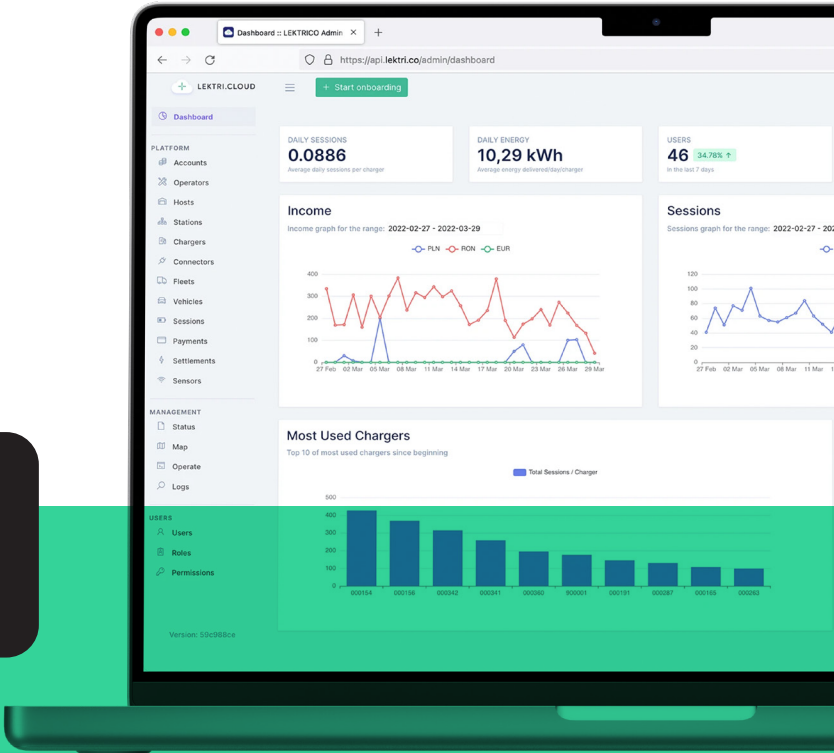 Dashboard :: LEKTRICO Admin
https://api.lektri.co/admin/dashboard
LEKTRI.CLOUD
+ Start onboarding
Dashboard
PLATFORM
Accounts
Operators
Hosts
Stations
Chargers
Connectors
Fleets
Vehicles
Sessions
Payments
Settlements
Sensors
MANAGEMENT
Status
Map
Operate
Logs
USERS
Users
Roles
Permissions
Version: 59c988ce
DAILY SESSIONS
0.0886
Average daily sessions per charger
DAILY ENERGY
10,29 kWh
Average energy delivered/day/charger
USERS
46 34.78% ↑
in the last 7 days
Income
Income graph for the range: 2022-02-27 - 2022-03-29
PLN RON EUR
400
300
200
100
0
27 Feb 02 Mar 05 Mar 08 Mar 11 Mar 14 Mar 17 Mar 20 Mar 23 Mar 26 Mar 29 Mar
Sessions
Sessions graph for the range: 2022-02-27 - 202
120
100
80
60
40
20
0
27 Feb 02 Mar 05 Mar 08 Mar 11 Mar 1
Most Used Chargers
Top 10 of most used chargers since beginning
Total Sessions / Charger
500
400
300
200
100
0
000154 000156 000342 000341 000360 900001 000191 000287 000169 000262